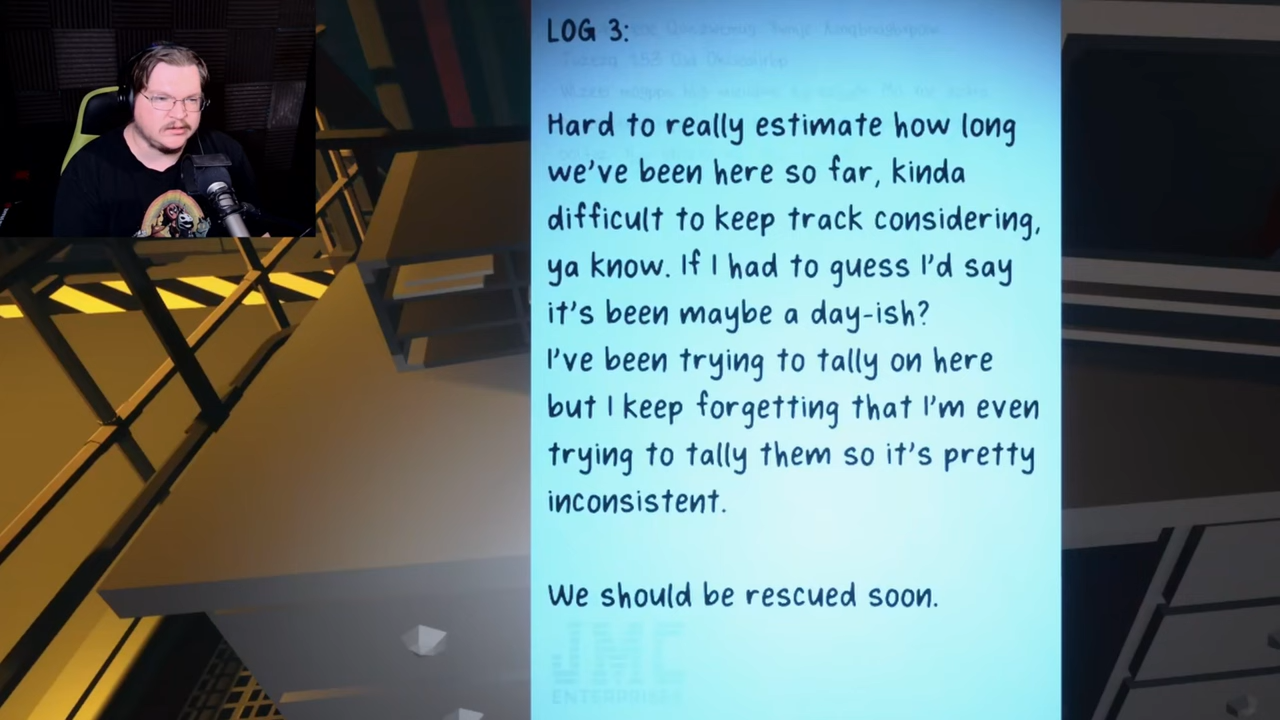 LOG 3:
Hard to really estimate how long
we've been here so far, kinda
difficult to keep track considering,
ya know. If I had to guess I'd say
it's been maybe a day-ish?
I've been trying to tally on here
but I keep forgetting that I'm even
trying to tally them so it's pretty
inconsistent.
We should be rescued soon.
JMC
ENTERPRISES